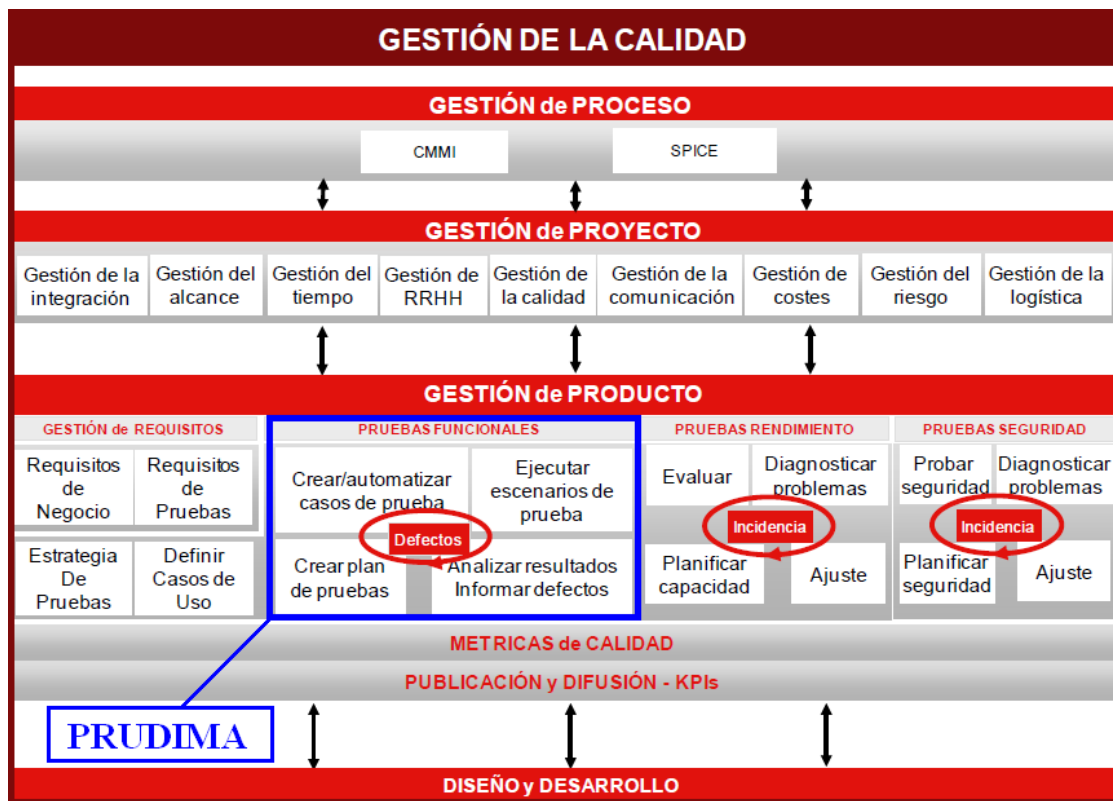 GESTIÓN DE LA CALIDAD
GESTIÓN de PROCESO
CMMI
SPICE
GESTIÓN de PROYECTO
Gestión de la
integración
Gestión del
alcance
Gestión del
tiempo
Gestión de
RRHH
Gestión de
la calidad
Gestión de la
comunicación
Gestión de
costes
Gestión del
riesgo
Gestión de la
logística
GESTIÓN de PRODUCTO
GESTIÓN de REQUISITOS
Requisitos
de
Negocio
Requisitos
de
Pruebas
Estrategia
De
Pruebas
Definir
Casos de
Uso
PRUEBAS FUNCIONALES
Crear/automatizar
casos de prueba
Ejecutar
escenarios de
prueba
Defectos
Crear plan
de pruebas
Analizar resultados
Informar defectos
PRUEBAS RENDIMIENTO
Evaluar
Diagnosticar
problemas
Incidencia
Planificar
capacidad
Ajuste
PRUEBAS SEGURIDAD
Probar
seguridad
Diagnosticar
problemas
Incidencia
Planificar
seguridad
Ajuste
METRICAS de CALIDAD
PUBLICACIÓN y DIFUSIÓN - KPIs
PRUDIMA
DISEÑO y DESARROLLO